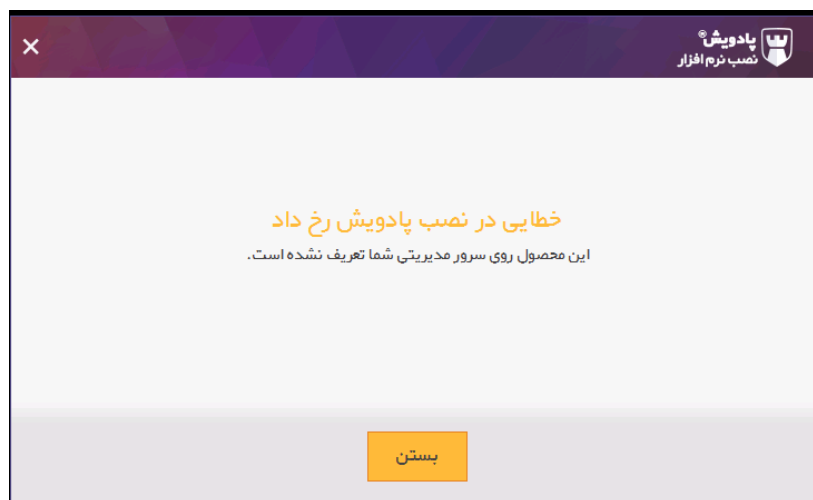 پادویش®
نصب نرم افزار
خطایی در نصب پادویش رخ داد
این محصول روی سرور مدیریتی شما تعریف نشده است.
بستن